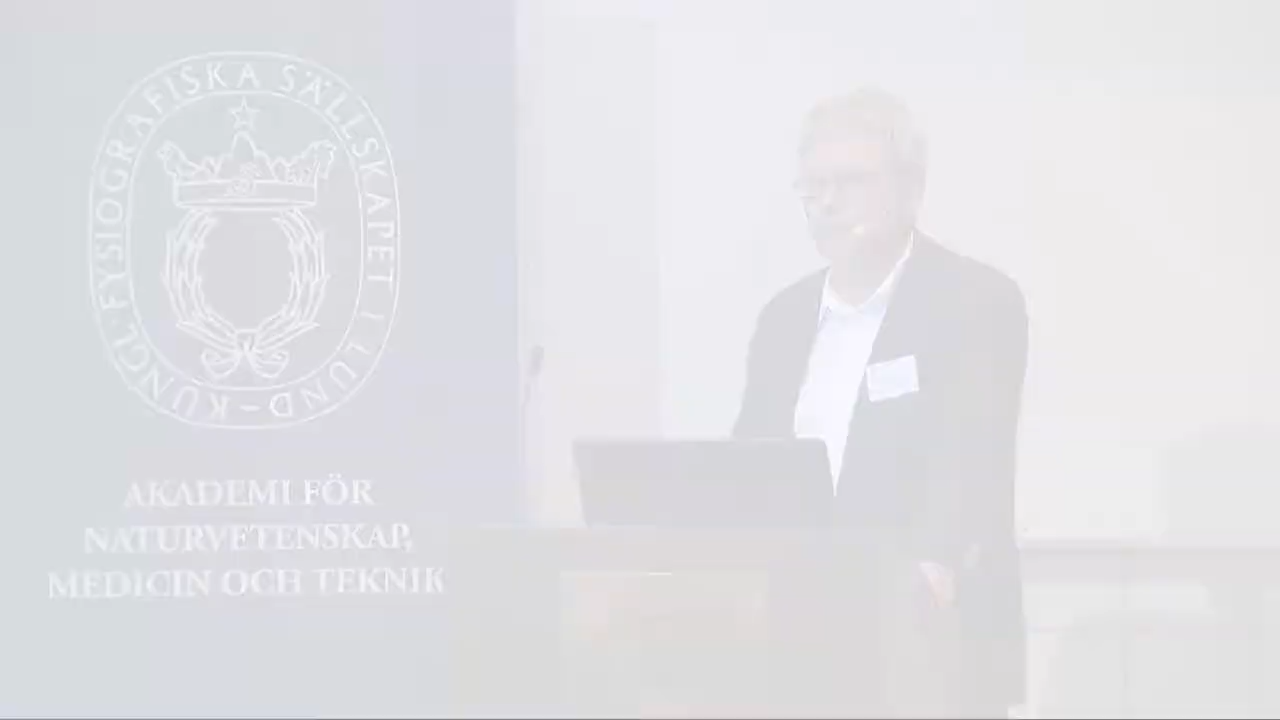 KUNGL. FYSIOGRAFISKA SÄLLSKAPET I LUND –
AKADEMI FÖR
NATURVETENSKAP,
MEDICIN OCH TEKNIK